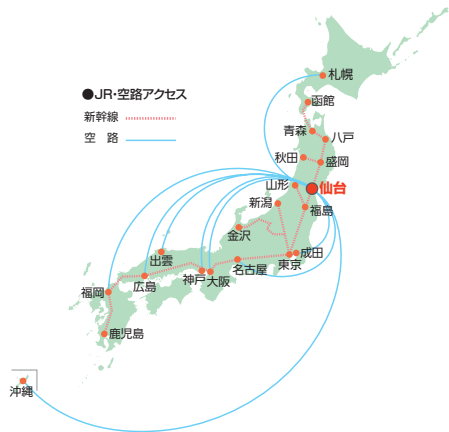 ●JR・空路アクセス
新幹線
空　路
札幌
函館
青森
八戸
秋田
盛岡
山形
仙台
新潟
福島
金沢
成田
出雲
名古屋
東京
福岡
広島
神戸
大阪
鹿児島
沖縄